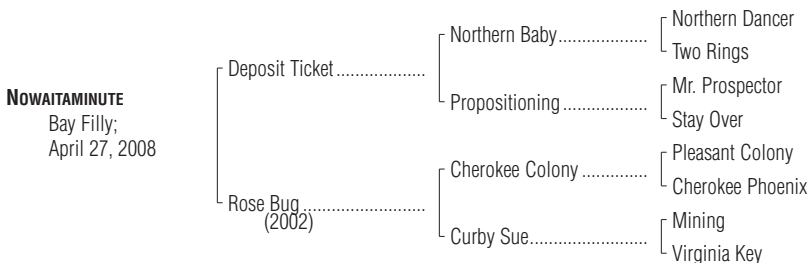 Northern Dancer
Northern Baby....................
Two Rings
Deposit Ticket...................
Mr. Prospector
Propositioning...................
Stay Over
NOWAITAMINUTE
Bay Filly;
April 27, 2008
Pleasant Colony
Cherokee Colony ..............
Cherokee Phoenix
Rose Bug..........................
(2002)
Mining
Curby Sue.........................
Virginia Key